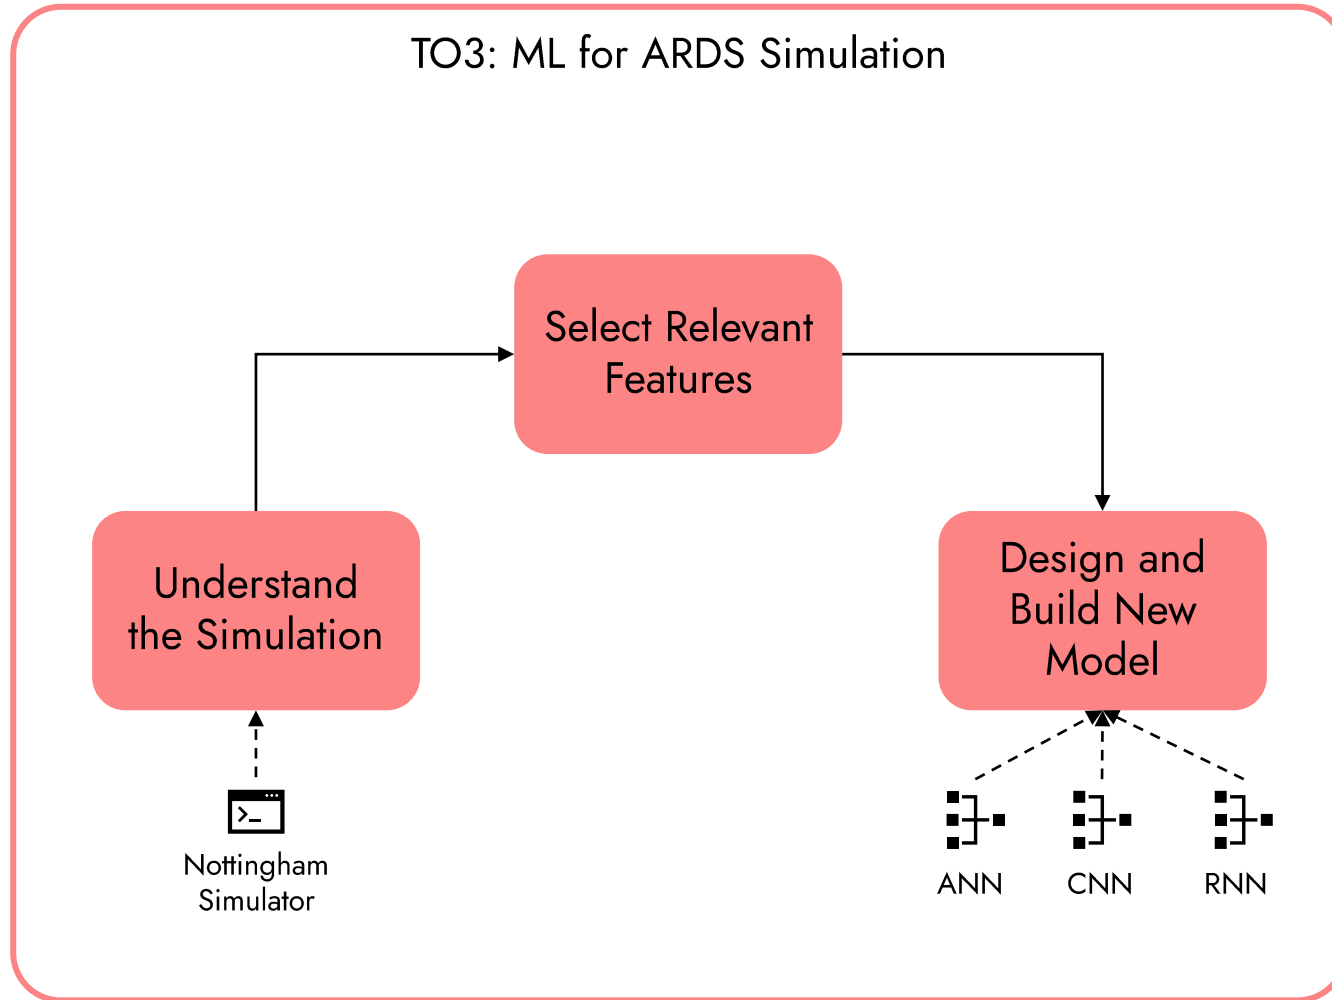 TO3: ML for ARDS Simulation
Select Relevant
Features
Understand
the Simulation
Design and
Build New
Model
Nottingham
Simulator
ANN
CNN
RNN